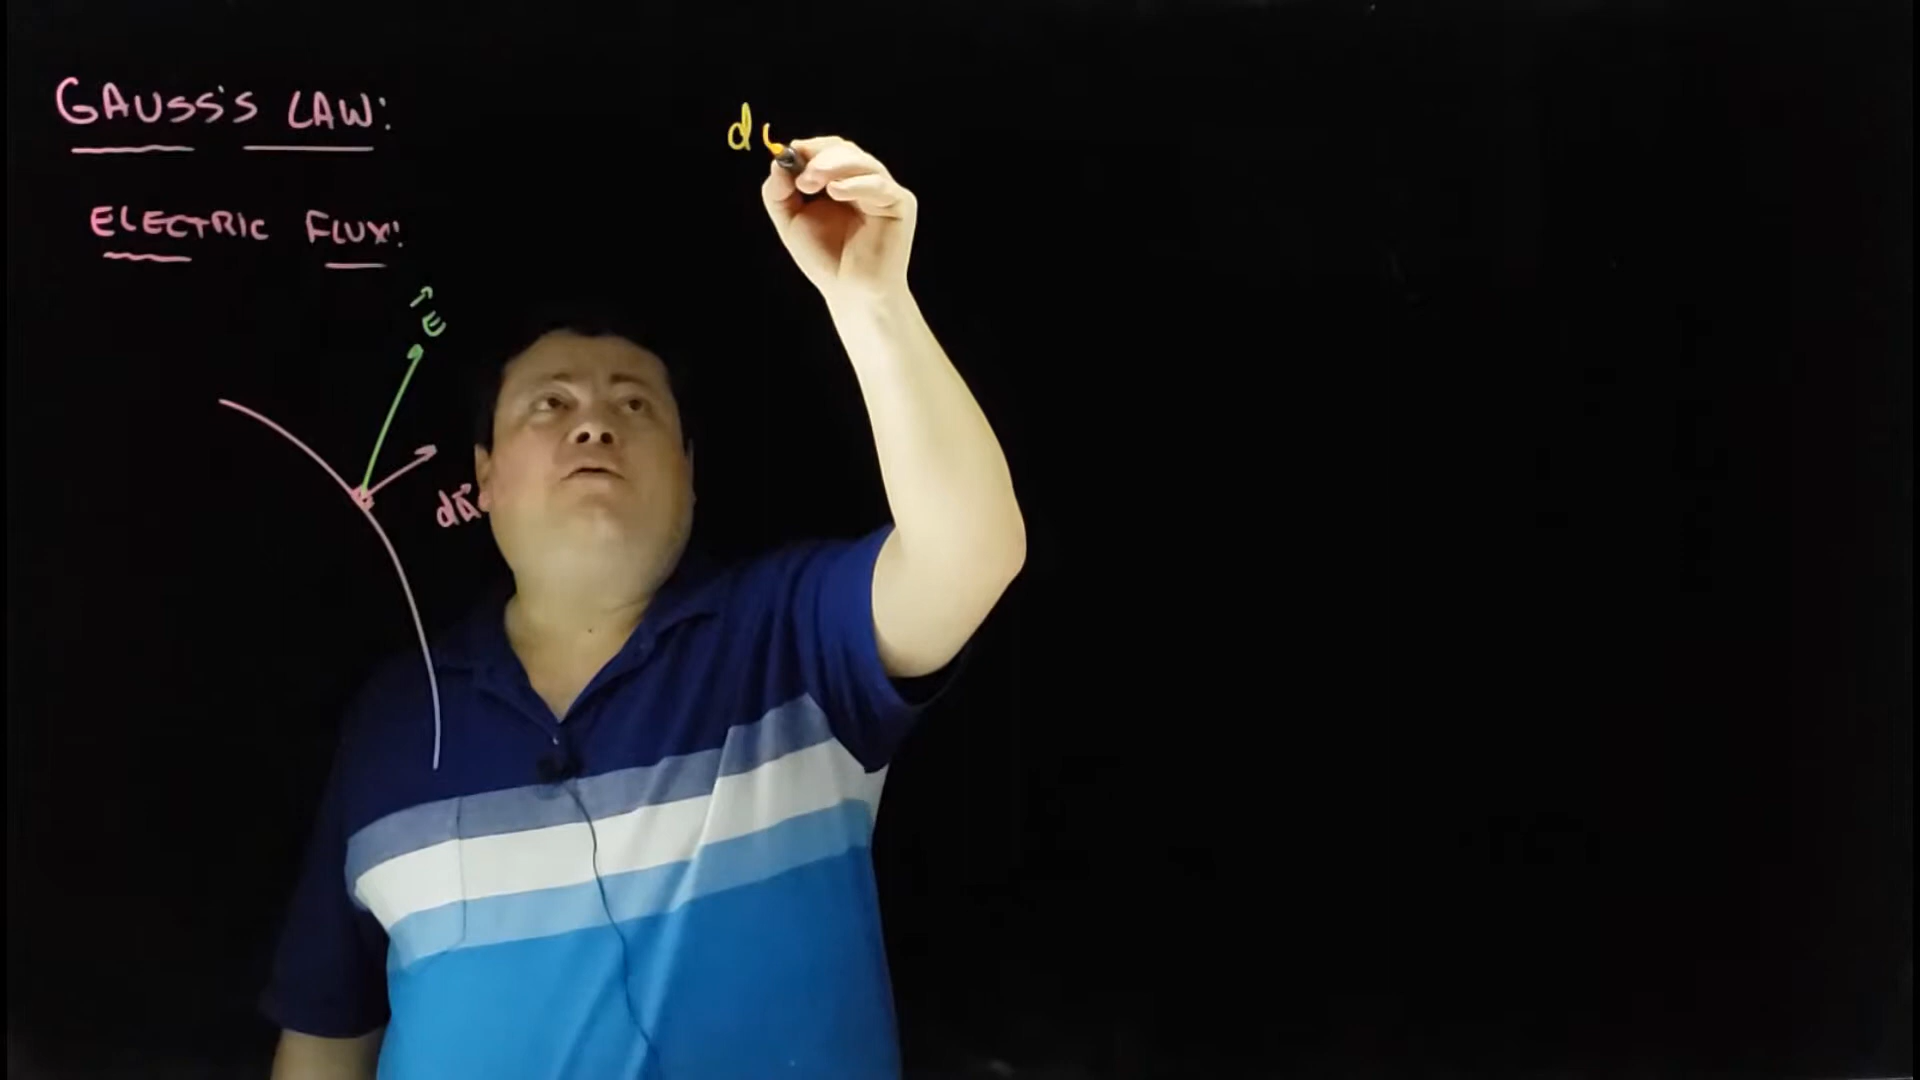 GAUSS'S LAW:
d
ELECTRIC FLUX:
E⃗
dA⃗